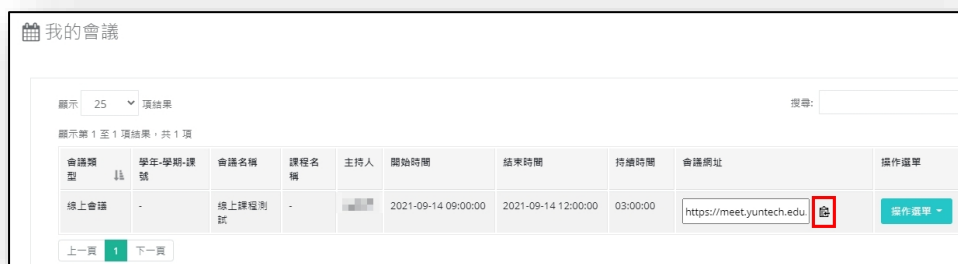 我的會議
顯示 25 項結果
搜尋:
顯示第 1 至 1 項結果，共 1 項
會議類型 學年-學期-課號 會議名稱 課程名稱 主持人 開始時間 結束時間 持續時間 會議網址 操作選單
線上會議 - 線上課程測試 - 2021-09-14 09:00:00 2021-09-14 12:00:00 03:00:00 https://meet.yuntech.edu. 操作選單
上一頁 1 下一頁